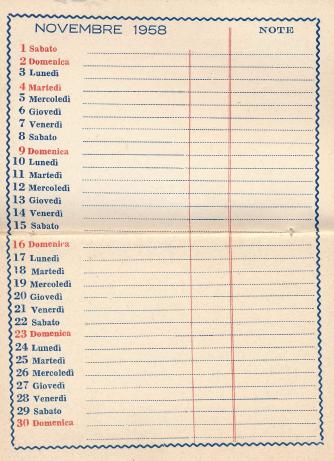 NOVEMBRE 1958 NOTE
1 Sabato
2 Domenica
3 Lunedì
4 Martedì
5 Mercoledì
6 Giovedì
7 Venerdì
8 Sabato
9 Domenica
10 Lunedì
11 Martedì
12 Mercoledì
13 Giovedì
14 Venerdì
15 Sabato
16 Domenica
17 Lunedì
18 Martedì
19 Mercoledì
20 Giovedì
21 Venerdì
22 Sabato
23 Domenica
24 Lunedì
25 Martedì
26 Mercoledì
27 Giovedì
28 Venerdì
29 Sabato
30 Domenica